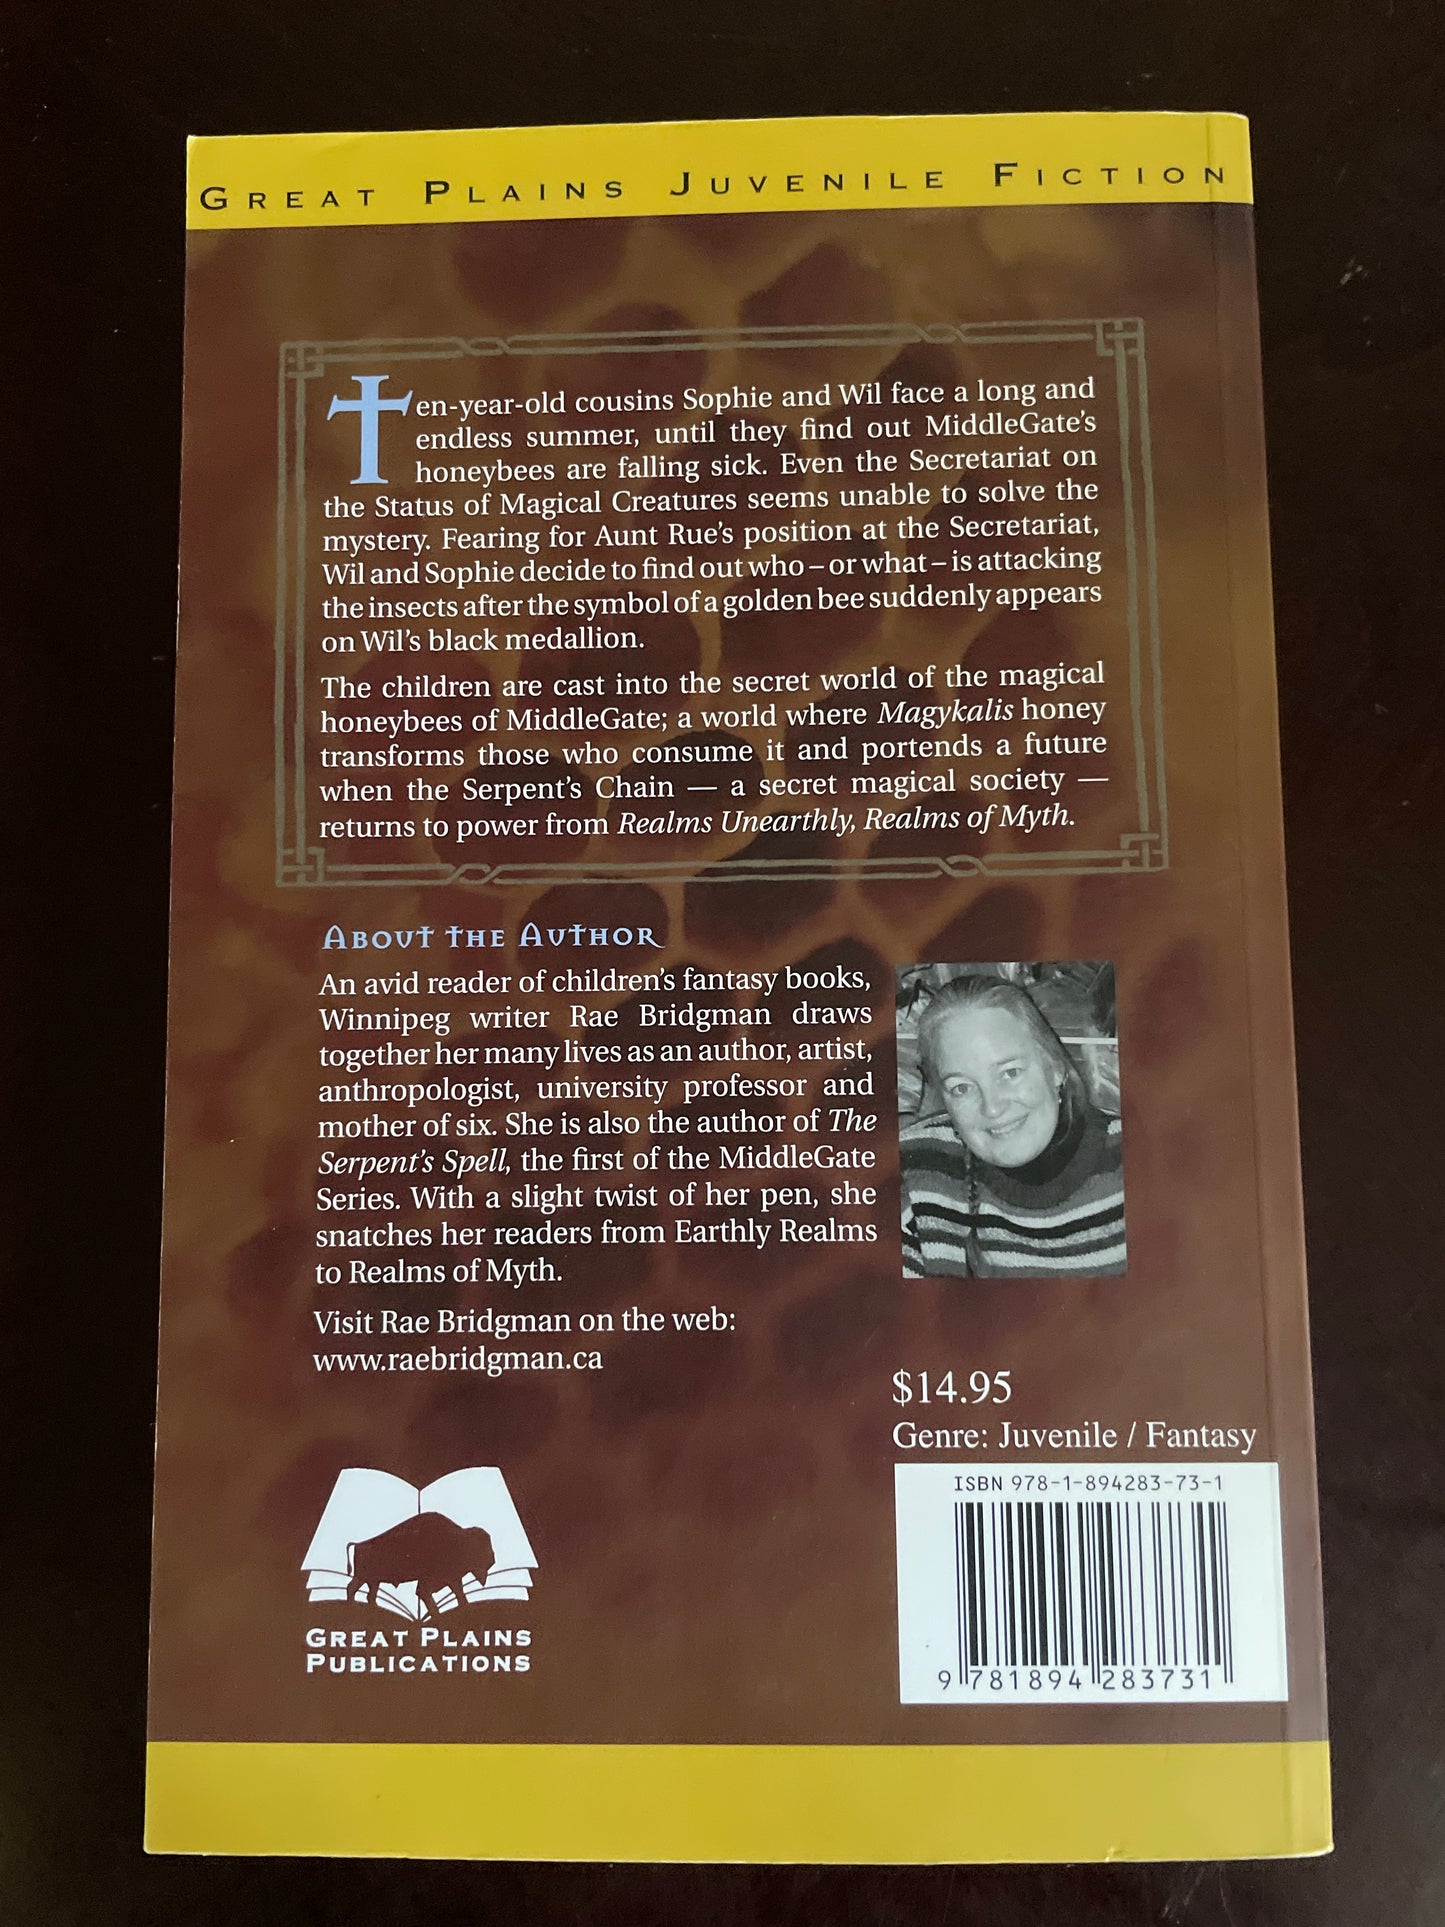 GREAT PLAINS JUVENILE FICTION
Ten-year-old cousins Sophie and Wil face a long and
endless summer, until they find out MiddleGate's
honeybees are falling sick. Even the Secretariat on
the Status of Magical Creatures seems unable to solve the
mystery. Fearing for Aunt Rue's position at the Secretariat,
Wil and Sophie decide to find out who – or what – is attacking
the insects after the symbol of a golden bee suddenly appears
on Wil's black medallion.
The children are cast into the secret world of the magical
honeybees of MiddleGate; a world where Magykalis honey
transforms those who consume it and portends a future
when the Serpent's Chain — a secret magical society —
returns to power from Realms Unearthly, Realms of Myth.
ABOUT THE AUTHOR
An avid reader of children's fantasy books,
Winnipeg writer Rae Bridgman draws
together her many lives as an author, artist,
anthropologist, university professor and
mother of six. She is also the author of The
Serpent's Spell, the first of the MiddleGate
Series. With a slight twist of her pen, she
snatches her readers from Earthly Realms
to Realms of Myth.
Visit Rae Bridgman on the web:
www.raebridgman.ca
$14.95
Genre: Juvenile / Fantasy
ISBN 978-1-894283-73-1
9 781894 283731
GREAT PLAINS
PUBLICATIONS